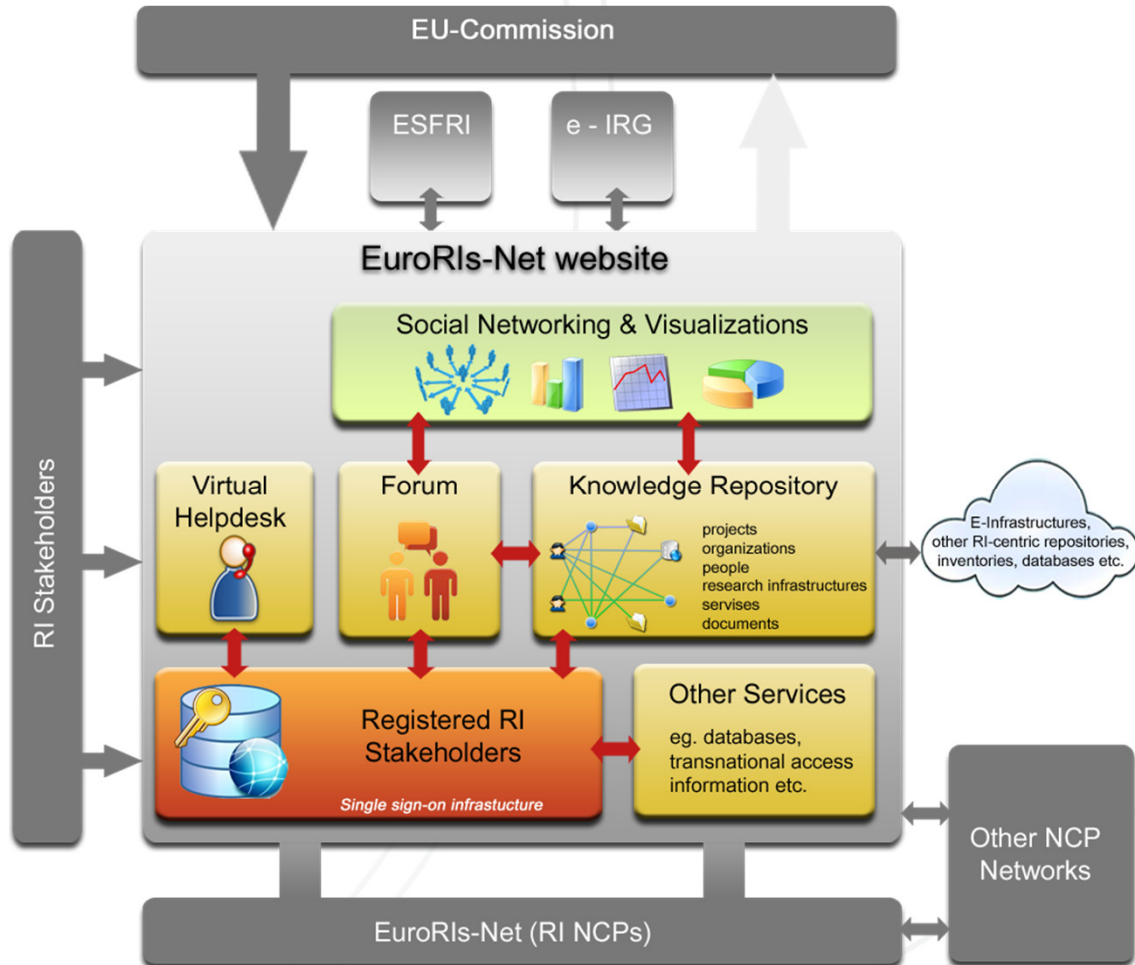 EU-Commission
ESFRI
e - IRG
EuroRIs-Net website
Social Networking & Visualizations
RI Stakeholders
Virtual
Helpdesk
Forum
Knowledge Repository
projects
organizations
people
research infrastructures
servises
documents
E-Infrastructures,
other RI-centric repositories,
inventories, databases etc.
Registered RI
Stakeholders
Single sign-on infrastucture
Other Services
eg. databases,
transnational access
information etc.
Other NCP
Networks
EuroRIs-Net (RI NCPs)